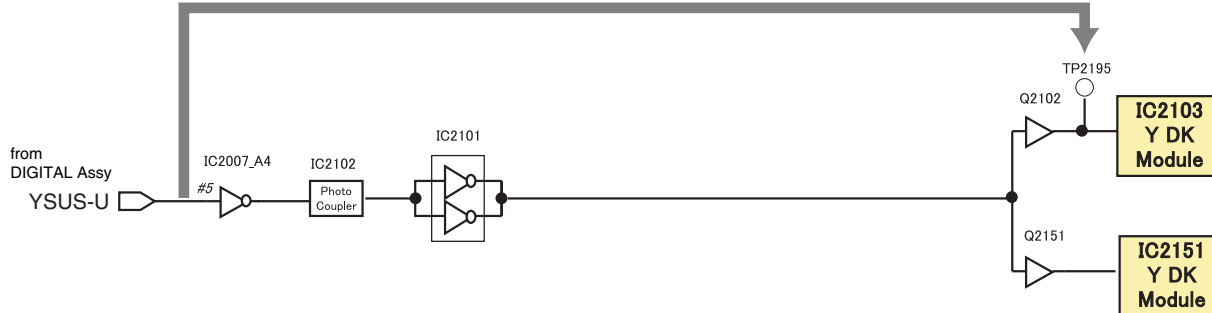 TP2195
Q2102
IC2103
Y DK
Module
IC2101
from
DIGITAL Assy
IC2007_A4
IC2102
#5
Photo
Coupler
YSUS-U
Q2151
IC2151
Y DK
Module